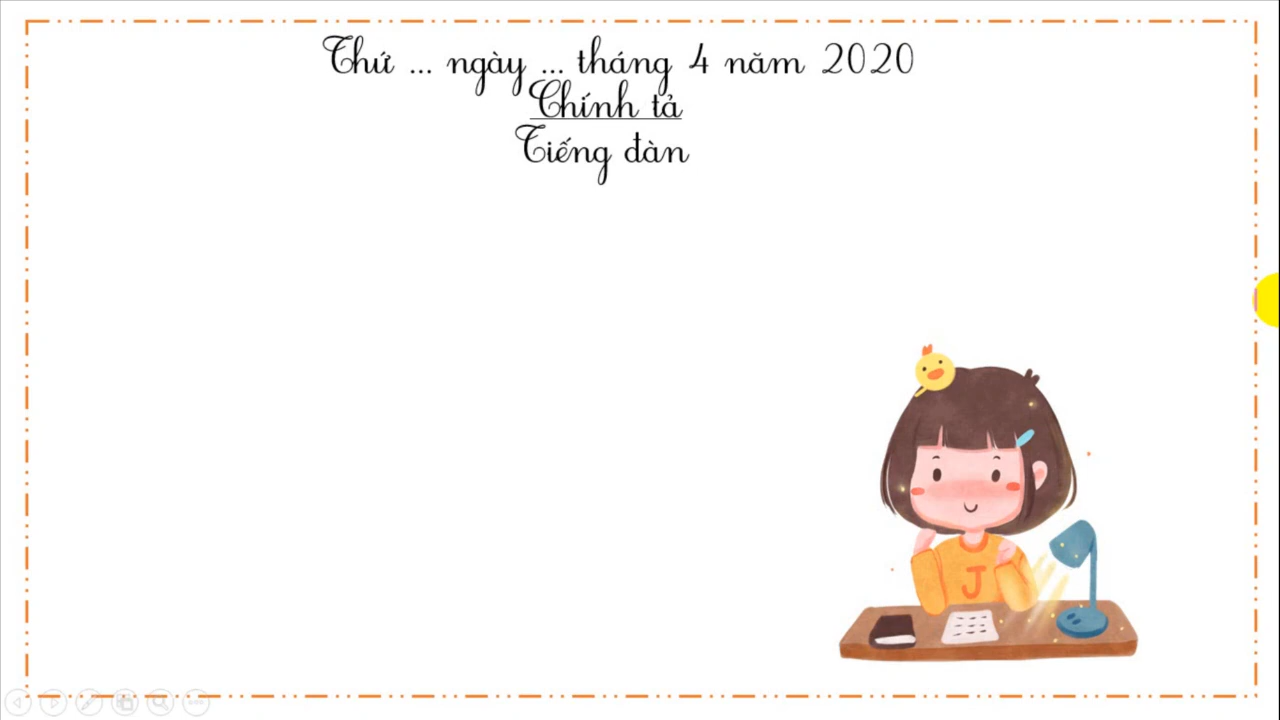 Thứ ... ngày ... tháng 4 năm 2020
Chính tả
Tiếng đàn
J